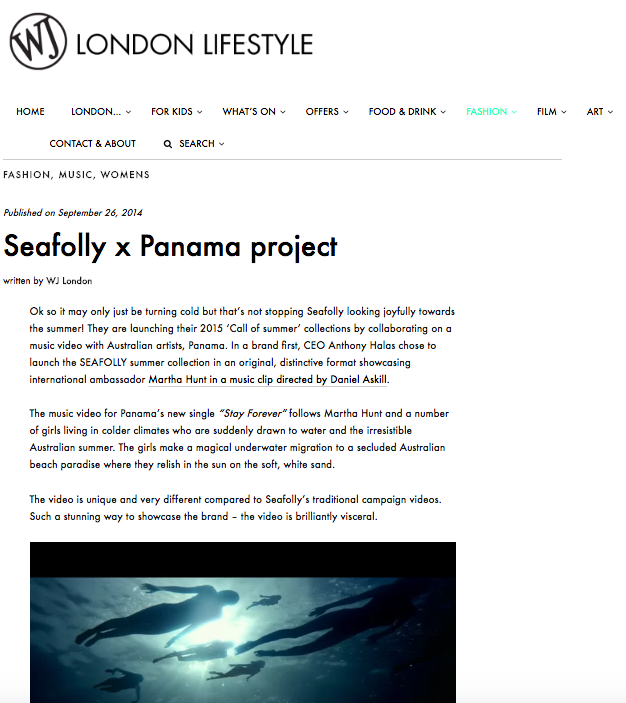 WJ LONDON LIFESTYLE
HOME LONDON... FOR KIDS WHAT'S ON OFFERS FOOD & DRINK FASHION FILM ART
CONTACT & ABOUT SEARCH
FASHION, MUSIC, WOMENS
Published on September 26, 2014
Seafolly x Panama project
written by WJ London
Ok so it may only just be turning cold but that's not stopping Seafolly looking joyfully towards
the summer! They are launching their 2015 'Call of summer' collections by collaborating on a
music video with Australian artists, Panama. In a brand first, CEO Anthony Halas chose to
launch the SEAFOLLY summer collection in an original, distinctive format showcasing
international ambassador Martha Hunt in a music clip directed by Daniel Askill.
The music video for Panama's new single "Stay Forever" follows Martha Hunt and a number
of girls living in colder climates who are suddenly drawn to water and the irresistible
Australian summer. The girls make a magical underwater migration to a secluded Australian
beach paradise where they relish in the sun on the soft, white sand.
The video is unique and very different compared to Seafolly's traditional campaign videos.
Such a stunning way to showcase the brand – the video is brilliantly visceral.